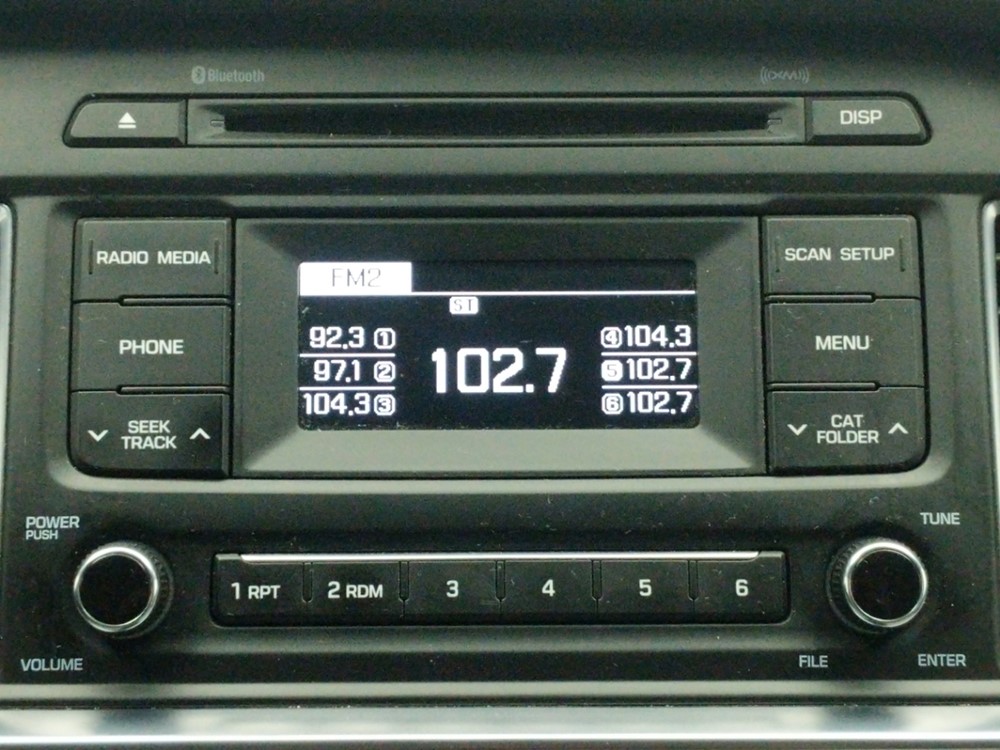 Bluetooth
((XM))
DISP
RADIO MEDIA
SCAN SETUP
FM2
ST
PHONE
92.3 1
97.1 2
104.3 3
102.7
4 104.3
5 102.7
6 102.7
MENU
SEEK
TRACK
CAT
FOLDER
POWER
PUSH
TUNE
1 RPT
2 RDM
3
4
5
6
VOLUME
FILE
ENTER